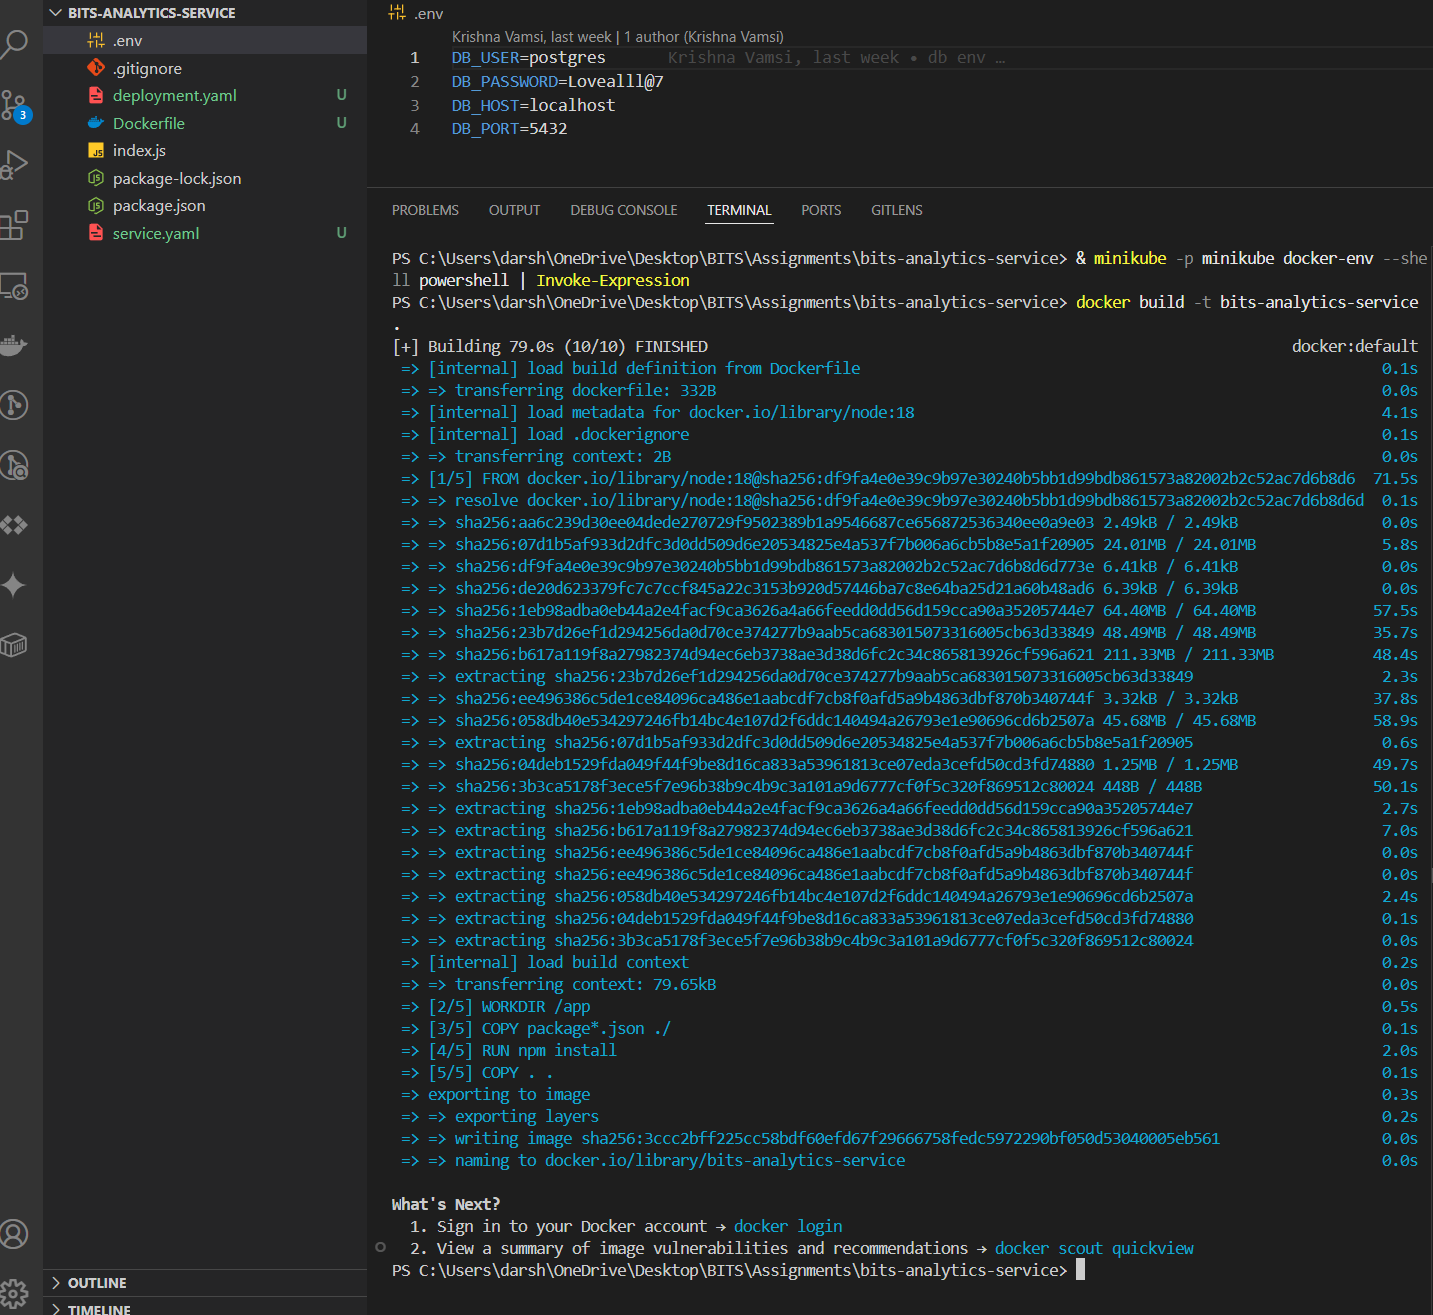 BITS-ANALYTICS-SERVICE
.env
.gitignore
deployment.yaml U
Dockerfile U
index.js
package-lock.json
package.json
service.yaml U
3
OUTLINE
TIMELINE
.env
Krishna Vamsi, last week | 1 author (Krishna Vamsi)
1 DB_USER=postgres Krishna Vamsi, last week • db env …
2 DB_PASSWORD=Lovealll@7
3 DB_HOST=localhost
4 DB_PORT=5432
PROBLEMS OUTPUT DEBUG CONSOLE TERMINAL PORTS GITLENS
PS C:\Users\darsh\OneDrive\Desktop\BITS\Assignments\bits-analytics-service> & minikube -p minikube docker-env --she
ll powershell | Invoke-Expression
PS C:\Users\darsh\OneDrive\Desktop\BITS\Assignments\bits-analytics-service> docker build -t bits-analytics-service
.
[+] Building 79.0s (10/10) FINISHED docker:default
=> [internal] load build definition from Dockerfile 0.1s
=> => transferring dockerfile: 332B 0.0s
=> [internal] load metadata for docker.io/library/node:18 4.1s
=> [internal] load .dockerignore 0.1s
=> => transferring context: 2B 0.0s
=> [1/5] FROM docker.io/library/node:18@sha256:df9fa4e0e39c9b97e30240b5bb1d99bdb861573a82002b2c52ac7d6b8d6 71.5s
=> => resolve docker.io/library/node:18@sha256:df9fa4e0e39c9b97e30240b5bb1d99bdb861573a82002b2c52ac7d6b8d6d 0.1s
=> => sha256:aa6c239d30ee04dede270729f9502389b1a9546687ce656872536340ee0a9e03 2.49kB / 2.49kB 0.0s
=> => sha256:07d1b5af933d2dfc3d0dd509d6e20534825e4a537f7b006a6cb5b8e5a1f20905 24.01MB / 24.01MB 5.8s
=> => sha256:df9fa4e0e39c9b97e30240b5bb1d99bdb861573a82002b2c52ac7d6b8d6d773e 6.41kB / 6.41kB 0.0s
=> => sha256:de20d623379fc7c7ccf845a22c3153b920d57446ba7c8e64ba25d21a60b48ad6 6.39kB / 6.39kB 0.0s
=> => sha256:1eb98adba0eb44a2e4facf9ca3626a4a66feedd0dd56d159cca90a35205744e7 64.40MB / 64.40MB 57.5s
=> => sha256:23b7d26ef1d294256da0d70ce374277b9aab5ca683015073316005cb63d33849 48.49MB / 48.49MB 35.7s
=> => sha256:b617a119f8a27982374d94ec6eb3738ae3d38d6fc2c34c865813926cf596a621 211.33MB / 211.33MB 48.4s
=> => extracting sha256:23b7d26ef1d294256da0d70ce374277b9aab5ca683015073316005cb63d33849 2.3s
=> => sha256:ee496386c5de1ce84096ca486e1aabcdf7cb8f0afd5a9b4863dbf870b340744f 3.32kB / 3.32kB 37.8s
=> => sha256:058db40e534297246fb14bc4e107d2f6ddc140494a26793e1e90696cd6b2507a 45.68MB / 45.68MB 58.9s
=> => extracting sha256:07d1b5af933d2dfc3d0dd509d6e20534825e4a537f7b006a6cb5b8e5a1f20905 0.6s
=> => sha256:04deb1529fda049f44f9be8d16ca833a53961813ce07eda3cefd50cd3fd74880 1.25MB / 1.25MB 49.7s
=> => sha256:3b3ca5178f3ece5f7e96b38b9c4b9c3a101a9d6777cf0f5c320f869512c80024 448B / 448B 50.1s
=> => extracting sha256:1eb98adba0eb44a2e4facf9ca3626a4a66feedd0dd56d159cca90a35205744e7 2.7s
=> => extracting sha256:b617a119f8a27982374d94ec6eb3738ae3d38d6fc2c34c865813926cf596a621 7.0s
=> => extracting sha256:ee496386c5de1ce84096ca486e1aabcdf7cb8f0afd5a9b4863dbf870b340744f 0.0s
=> => extracting sha256:ee496386c5de1ce84096ca486e1aabcdf7cb8f0afd5a9b4863dbf870b340744f 0.0s
=> => extracting sha256:058db40e534297246fb14bc4e107d2f6ddc140494a26793e1e90696cd6b2507a 2.4s
=> => extracting sha256:04deb1529fda049f44f9be8d16ca833a53961813ce07eda3cefd50cd3fd74880 0.1s
=> => extracting sha256:3b3ca5178f3ece5f7e96b38b9c4b9c3a101a9d6777cf0f5c320f869512c80024 0.0s
=> [internal] load build context 0.2s
=> => transferring context: 79.65kB 0.0s
=> [2/5] WORKDIR /app 0.5s
=> [3/5] COPY package*.json ./ 0.1s
=> [4/5] RUN npm install 2.0s
=> [5/5] COPY . . 0.1s
=> exporting to image 0.3s
=> => exporting layers 0.2s
=> => writing image sha256:3ccc2bff225cc58bdf60efd67f29666758fedc5972290bf050d53040005eb561 0.0s
=> => naming to docker.io/library/bits-analytics-service 0.0s
What's Next?
1. Sign in to your Docker account → docker login
2. View a summary of image vulnerabilities and recommendations → docker scout quickview
PS C:\Users\darsh\OneDrive\Desktop\BITS\Assignments\bits-analytics-service>